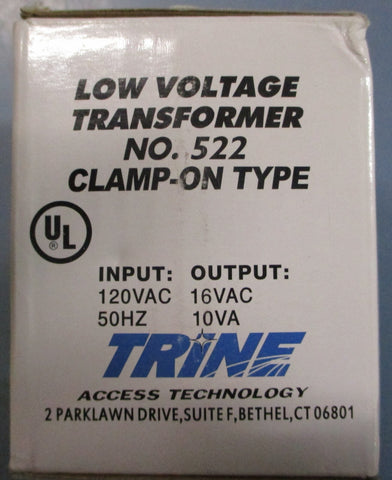 LOW VOLTAGE
TRANSFORMER
NO. 522
CLAMP-ON TYPE
UL
®
INPUT: OUTPUT:
120VAC 16VAC
50HZ 10VA
TRINE
ACCESS TECHNOLOGY
2 PARKLAWN DRIVE,SUITE F,BETHEL,CT 06801